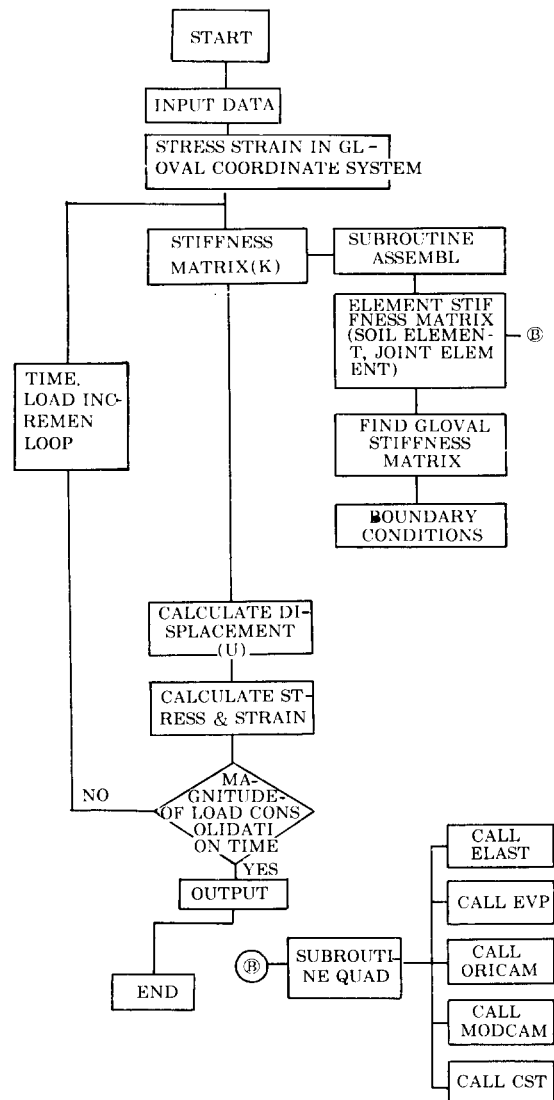 START
INPUT DATA
STRESS STRAIN IN GL-
OVAL COORDINATE SYSTEM
STIFFNESS
MATRIX(K)
SUBROUTINE
ASSEMBL
ELEMENT STIF
FNESS MATRIX
(SOIL ELEMEN-
T, JOINT ELEM
ENT)
B
TIME,
LOAD INC-
REMEN
LOOP
FIND GLOVAL
STIFFNESS
MATRIX
BOUNDARY
CONDITIONS
CALCULATE DI-
SPLACEMENT
(U)
CALCULATE ST-
RESS & STRAIN
NO
MA-
GNITUDE-
OF LOAD CONS
OLIDATI
ON TIME
YES
OUTPUT
END
B
SUBROUTI-
NE QUAD
CALL
ELAST
CALL EVP
CALL
ORICAM
CALL
MODCAM
CALL CST